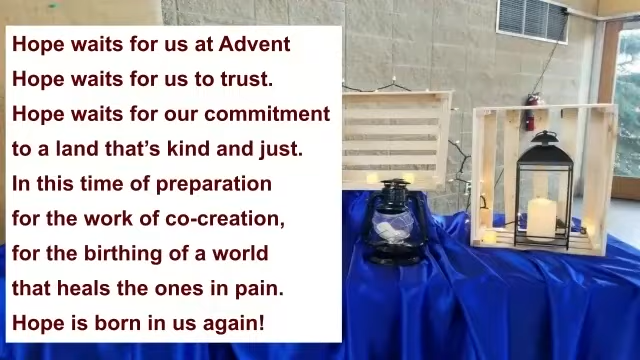 Hope waits for us at Advent
Hope waits for us to trust.
Hope waits for our commitment
to a land that’s kind and just.
In this time of preparation
for the work of co-creation,
for the birthing of a world
that heals the ones in pain.
Hope is born in us again!